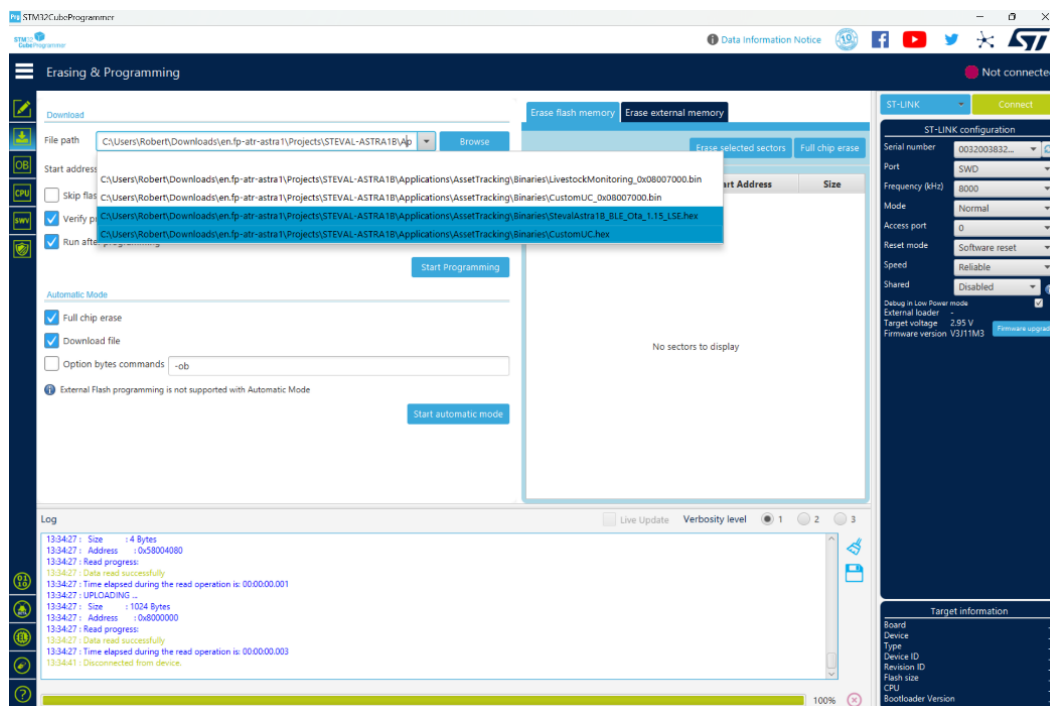 Prg STM32CubeProgrammer
STM32
CubeProgrammer
Data Information Notice
Erasing & Programming
Not connected
Download
File path
C:\Users\Robert\Downloads\en.fp-atr-astra1\Projects\STEVAL-ASTRA1B\Ap
Browse
C:\Users\Robert\Downloads\en.fp-atr-astra1\Projects\STEVAL-ASTRA1B\Applications\AssetTracking\Binaries\LivestockMonitoring_0x08007000.bin
C:\Users\Robert\Downloads\en.fp-atr-astra1\Projects\STEVAL-ASTRA1B\Applications\AssetTracking\Binaries\CustomUC_0x08007000.bin
C:\Users\Robert\Downloads\en.fp-atr-astra1\Projects\STEVAL-ASTRA1B\Applications\AssetTracking\Binaries\StevalAstra1B_BLE_Ota_1.15_LSE.hex
C:\Users\Robert\Downloads\en.fp-atr-astra1\Projects\STEVAL-ASTRA1B\Applications\AssetTracking\Binaries\CustomUC.hex
Start address
Skip flas
Verify p
Run after programming
Start Programming
Automatic Mode
Full chip erase
Download file
Option bytes commands
-ob
External Flash programming is not supported with Automatic Mode
Start automatic mode
Erase flash memory
Erase external memory
Erase selected sectors
Full chip erase
art Address
Size
No sectors to display
ST-LINK
Connect
ST-LINK configuration
Serial number 0032003832...
Port SWD
Frequency (kHz) 8000
Mode Normal
Access port 0
Reset mode Software reset
Speed Reliable
Shared Disabled
Debug in Low Power mode
External loader -
Target voltage 2.95 V
Firmware version V3J11M3
Firmware upgrad
Log
Live Update
Verbosity level 1 2 3
13:34:27 : Size : 4 Bytes
13:34:27 : Address : 0x58004080
13:34:27 : Read progress:
13:34:27 : Data read successfully
13:34:27 : Time elapsed during the read operation is: 00:00:00.001
13:34:27 : UPLOADING ...
13:34:27 : Size : 1024 Bytes
13:34:27 : Address : 0x8000000
13:34:27 : Read progress:
13:34:27 : Data read successfully
13:34:27 : Time elapsed during the read operation is: 00:00:00.003
13:34:41 : Disconnected from device.
100%
Target information
Board
Device
Type
Device ID
Revision ID
Flash size
CPU
Bootloader Version
OB
CPU
SWV